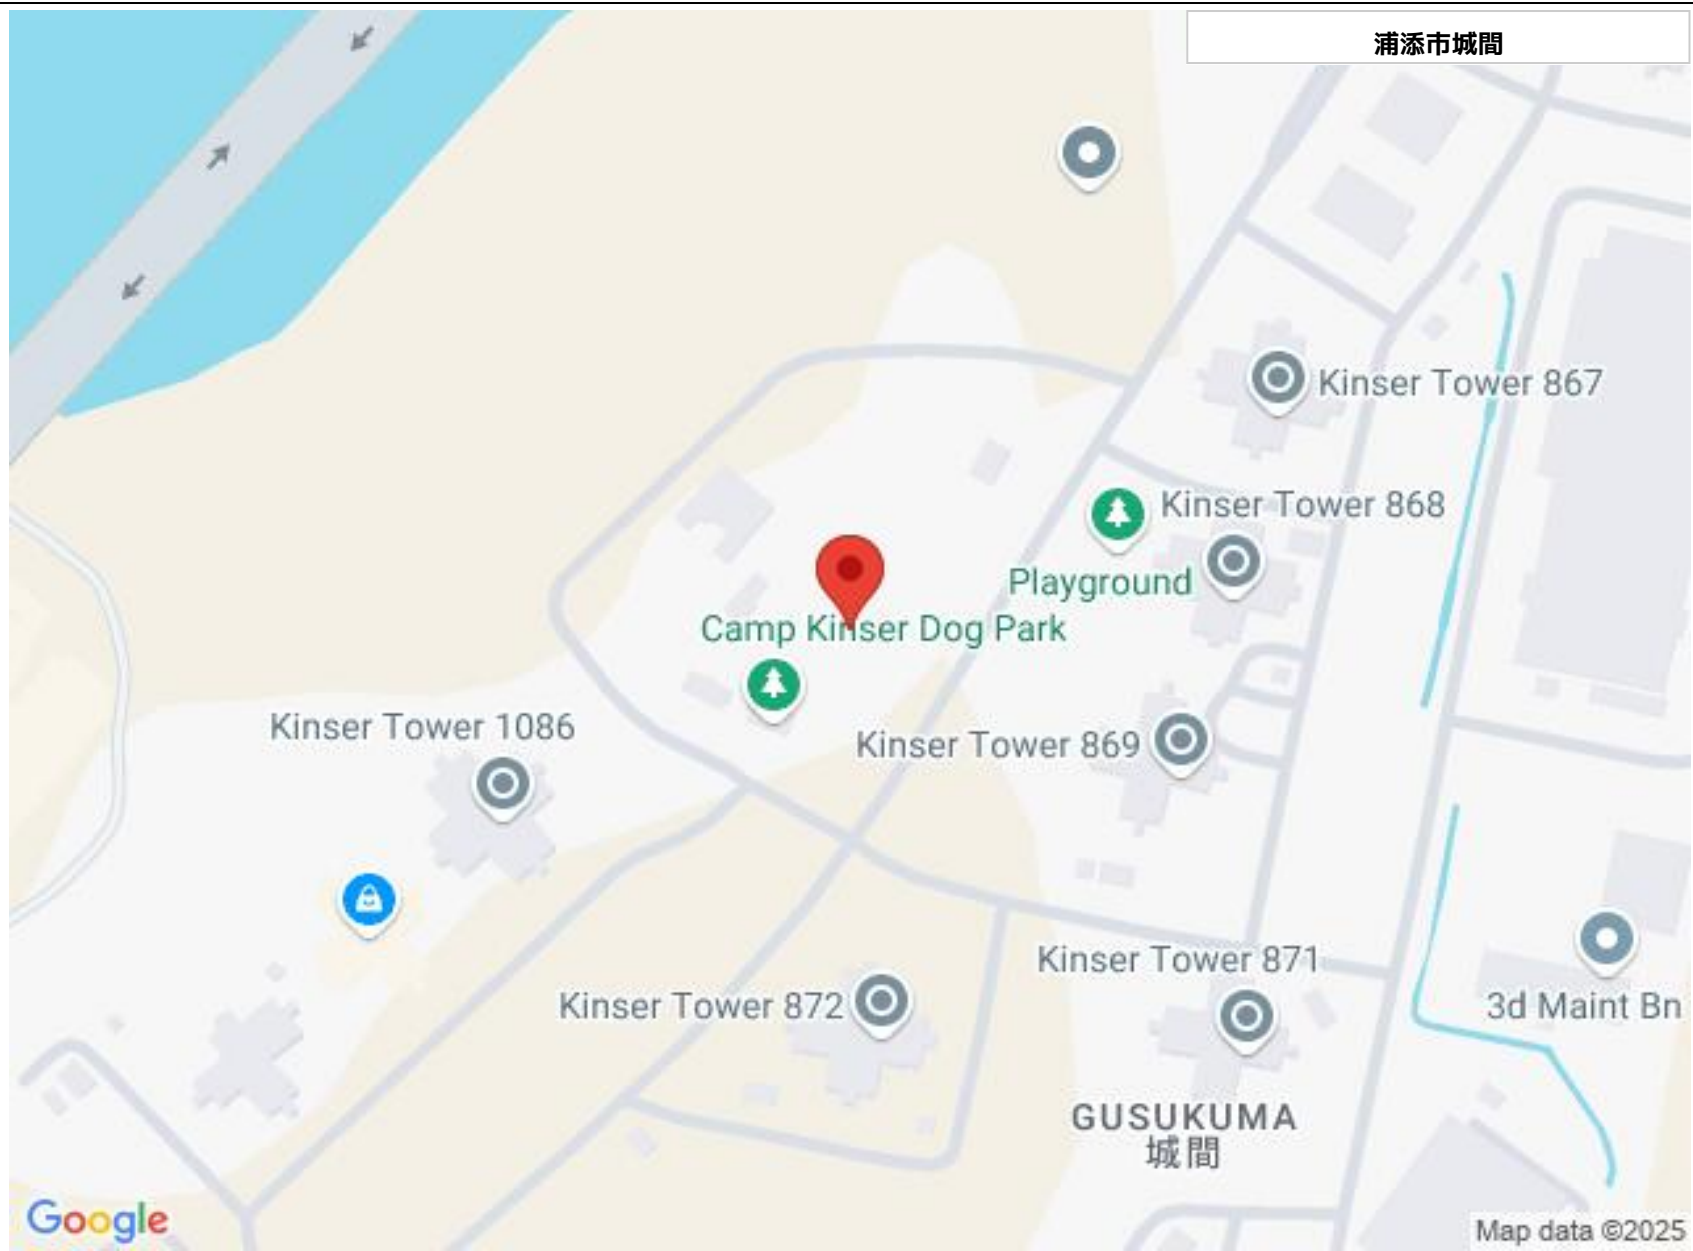 浦添市城間
Kinser Tower 867
Kinser Tower 868
Playground
Camp Kinser Dog Park
Kinser Tower 1086
Kinser Tower 869
Kinser Tower 871
Kinser Tower 872
3d Maint Bn
GUSUKUMA
城間
Google
Map data ©2025